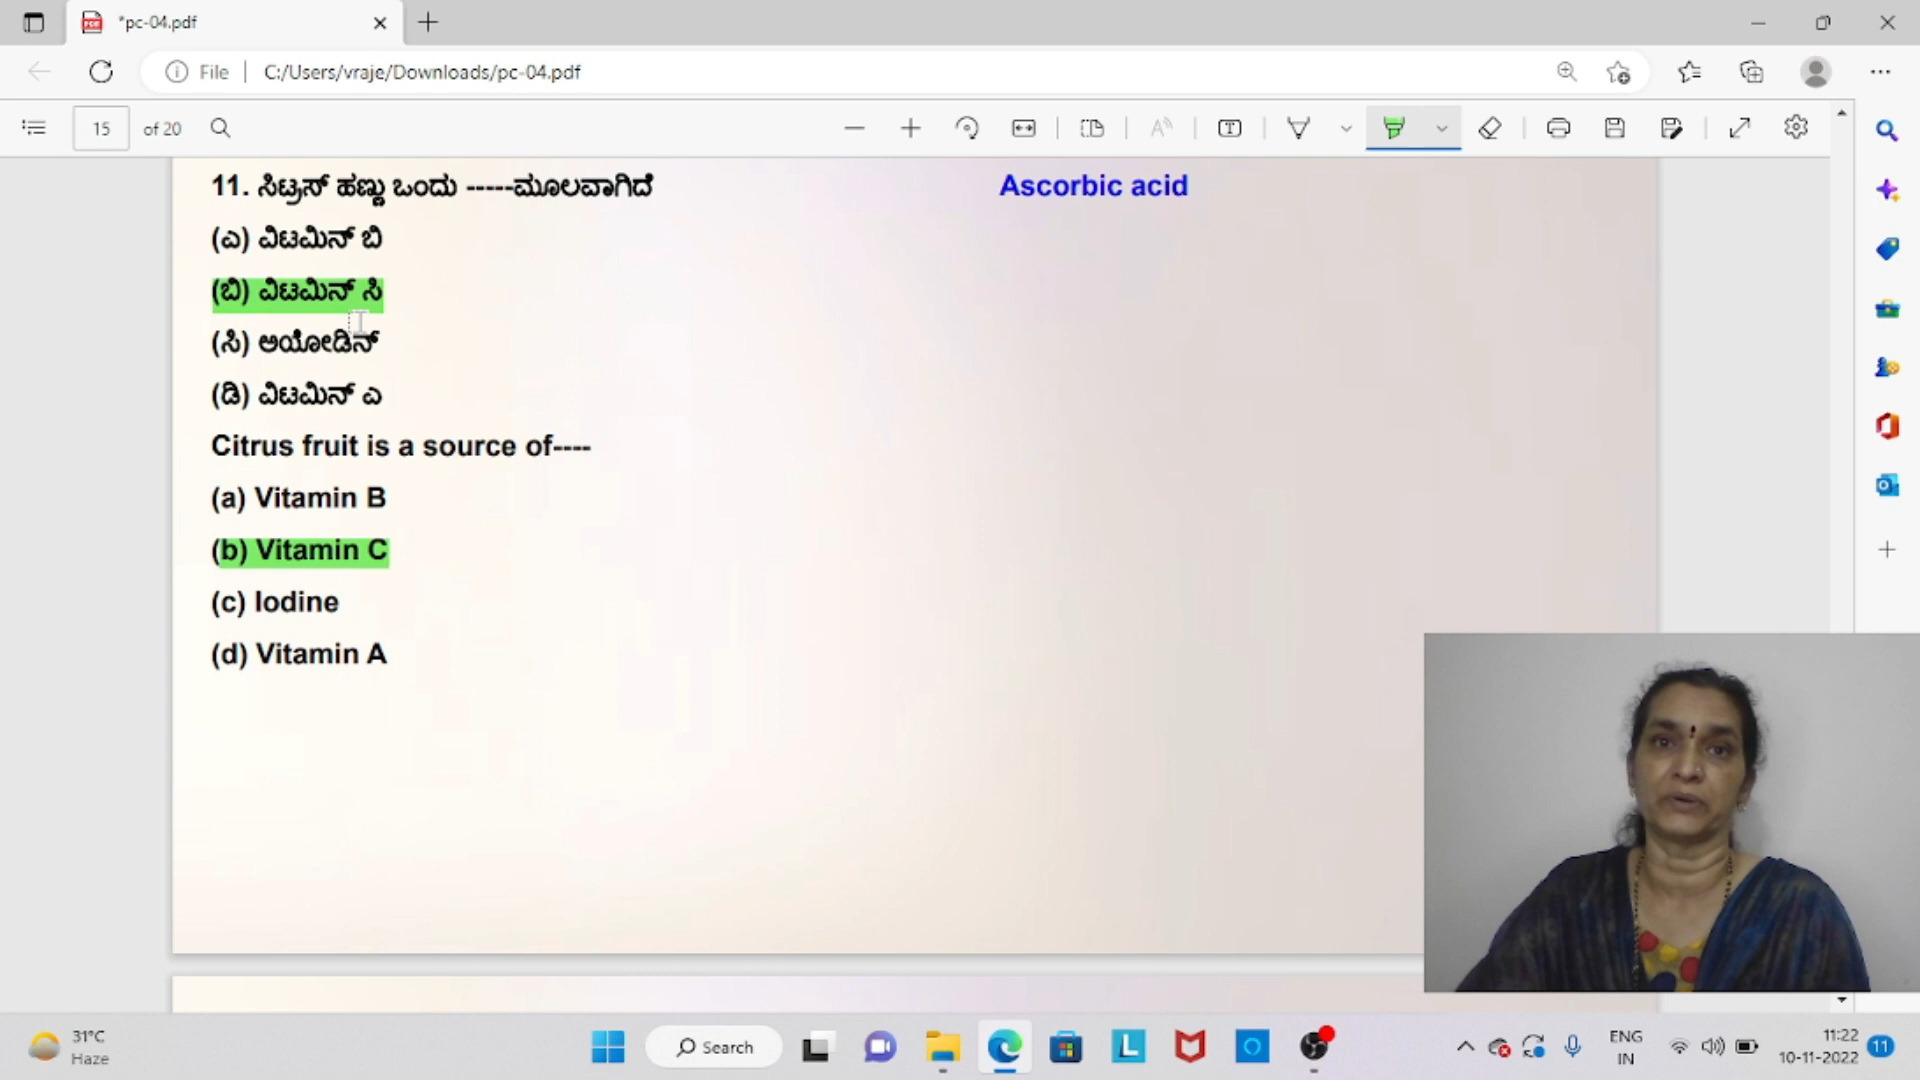 *pc-04.pdf
File
C:/Users/vraje/Downloads/pc-04.pdf
15 of 20
11. ಸಿಟ್ರಸ್ ಹಣ್ಣು ಒಂದು -----ಮೂಲವಾಗಿದೆ
Ascorbic acid
(ಎ) ವಿಟಮಿನ್ ಬಿ
(ಬಿ) ವಿಟಮಿನ್ ಸಿ
(ಸಿ) ಅಯೋಡಿನ್
(ಡಿ) ವಿಟಮಿನ್ ಎ
Citrus fruit is a source of----
(a) Vitamin B
(b) Vitamin C
(c) Iodine
(d) Vitamin A
31°C
Haze
Search
ENG
IN
11:22
10-11-2022
11